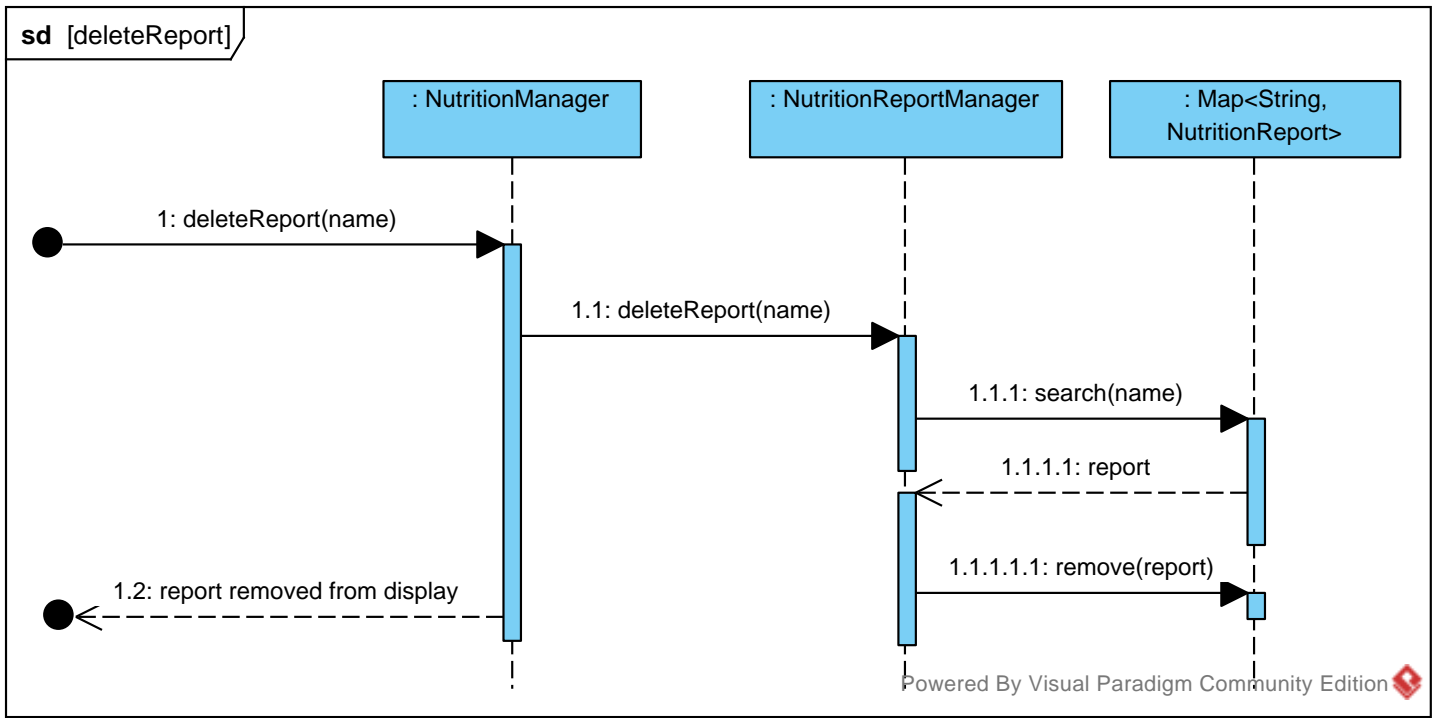 sd [deleteReport]
: NutritionManager
: NutritionReportManager
: Map<String,
NutritionReport>
1: deleteReport(name)
1.1: deleteReport(name)
1.1.1: search(name)
1.1.1.1: report
1.1.1.1.1: remove(report)
1.2: report removed from display
Powered By Visual Paradigm Community Edition